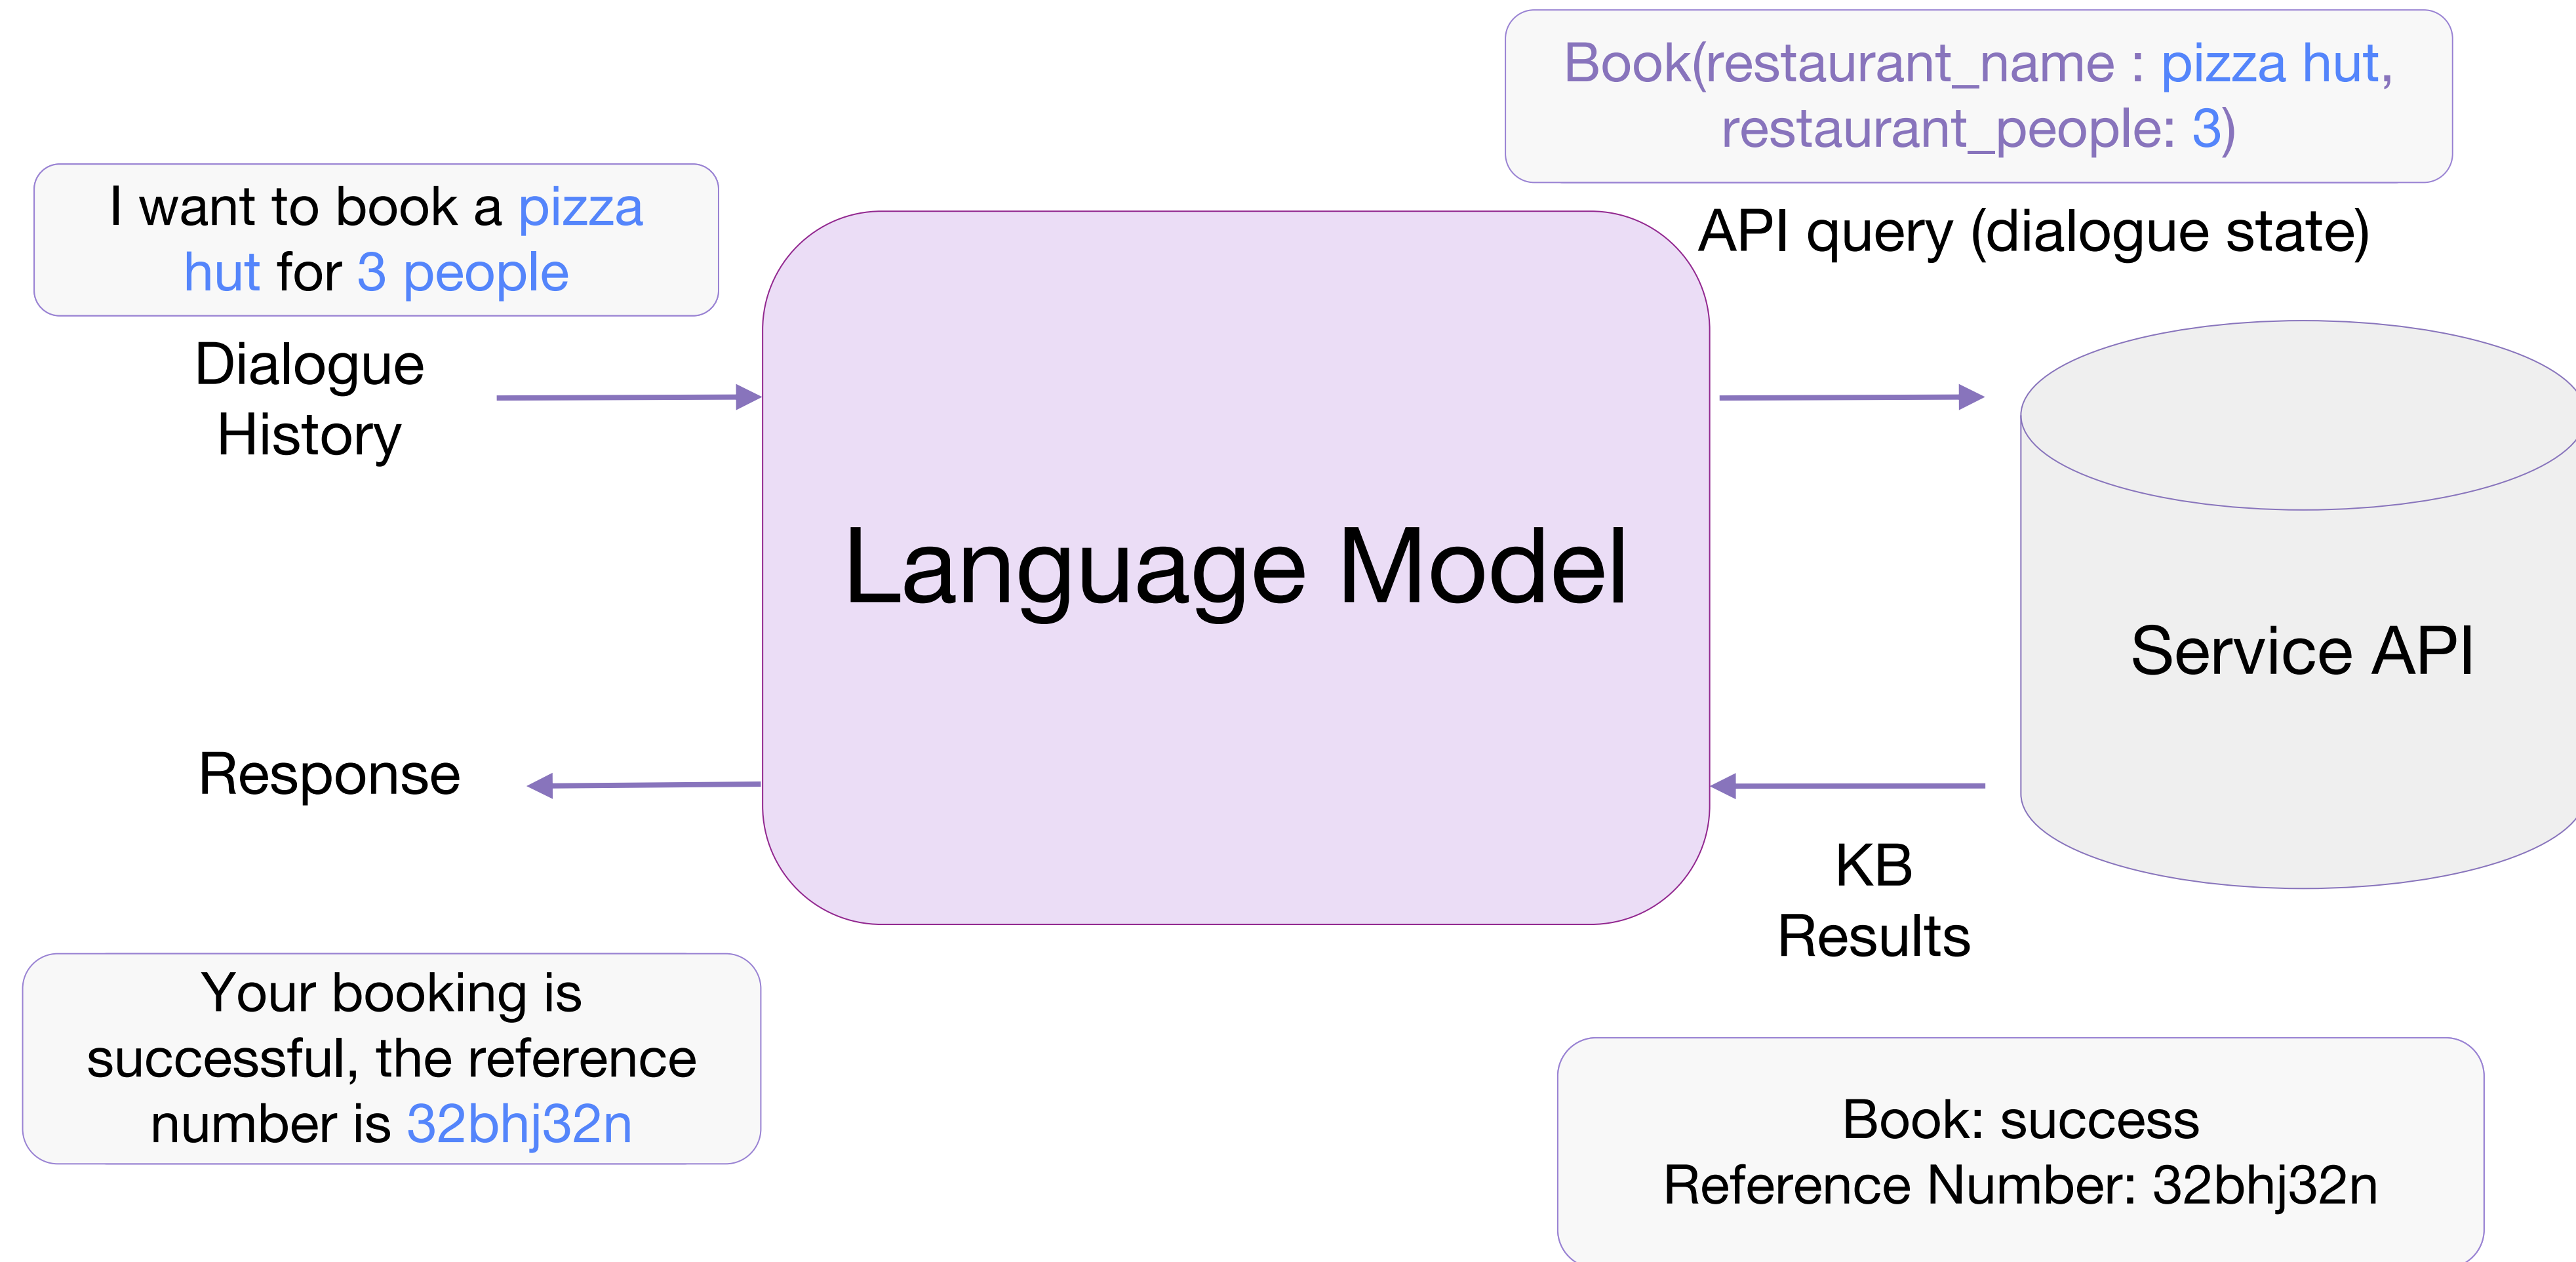 I want to book a pizza
hut for 3 people
Dialogue
History
Language Model
Book(restaurant_name : pizza hut,
restaurant_people: 3)
API query (dialogue state)
Service API
KB
Results
Book: success
Reference Number: 32bhj32n
Response
Your booking is
successful, the reference
number is 32bhj32n